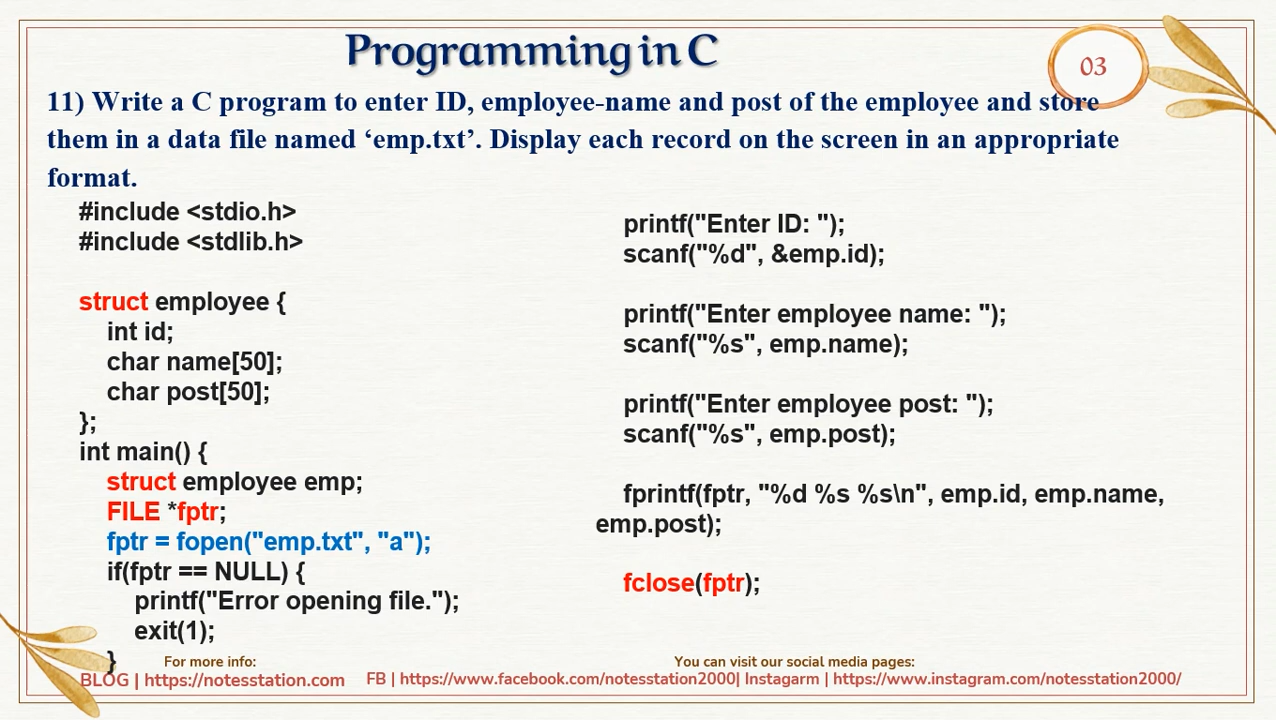 Programming in C
03
11) Write a C program to enter ID, employee-name and post of the employee and store
them in a data file named ‘emp.txt’. Display each record on the screen in an appropriate
format.
#include <stdio.h>
#include <stdlib.h>
struct employee {
int id;
char name[50];
char post[50];
};
int main() {
struct employee emp;
FILE *fptr;
fptr = fopen("emp.txt", "a");
if(fptr == NULL) {
printf("Error opening file.");
exit(1);
}
printf("Enter ID: ");
scanf("%d", &emp.id);
printf("Enter employee name: ");
scanf("%s", emp.name);
printf("Enter employee post: ");
scanf("%s", emp.post);
fprintf(fptr, "%d %s %s\n", emp.id, emp.name,
emp.post);
fclose(fptr);
For more info:
BLOG | https://notesstation.com
You can visit our social media pages:
FB | https://www.facebook.com/notesstation2000| Instagarm | https://www.instagram.com/notesstation2000/